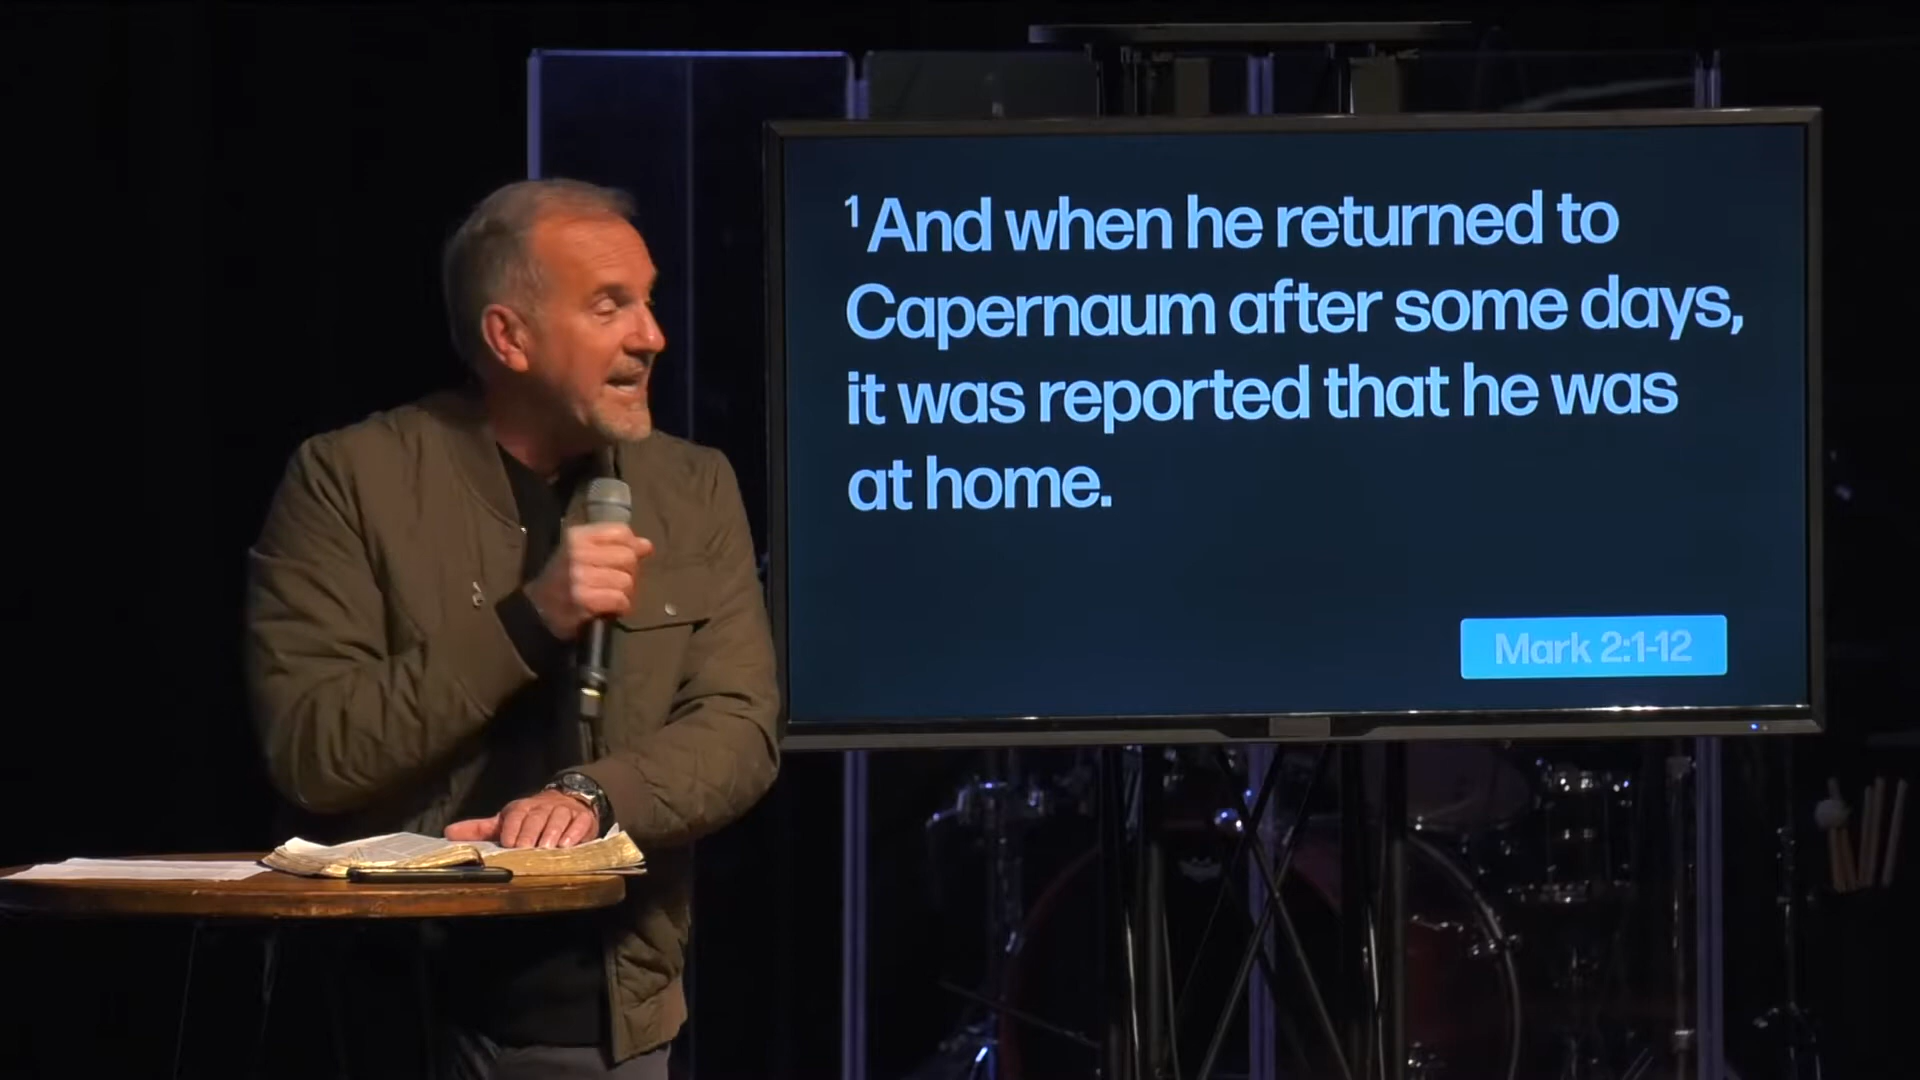 ¹And when he returned to
Capernaum after some days,
it was reported that he was
at home.
Mark 2:1-12